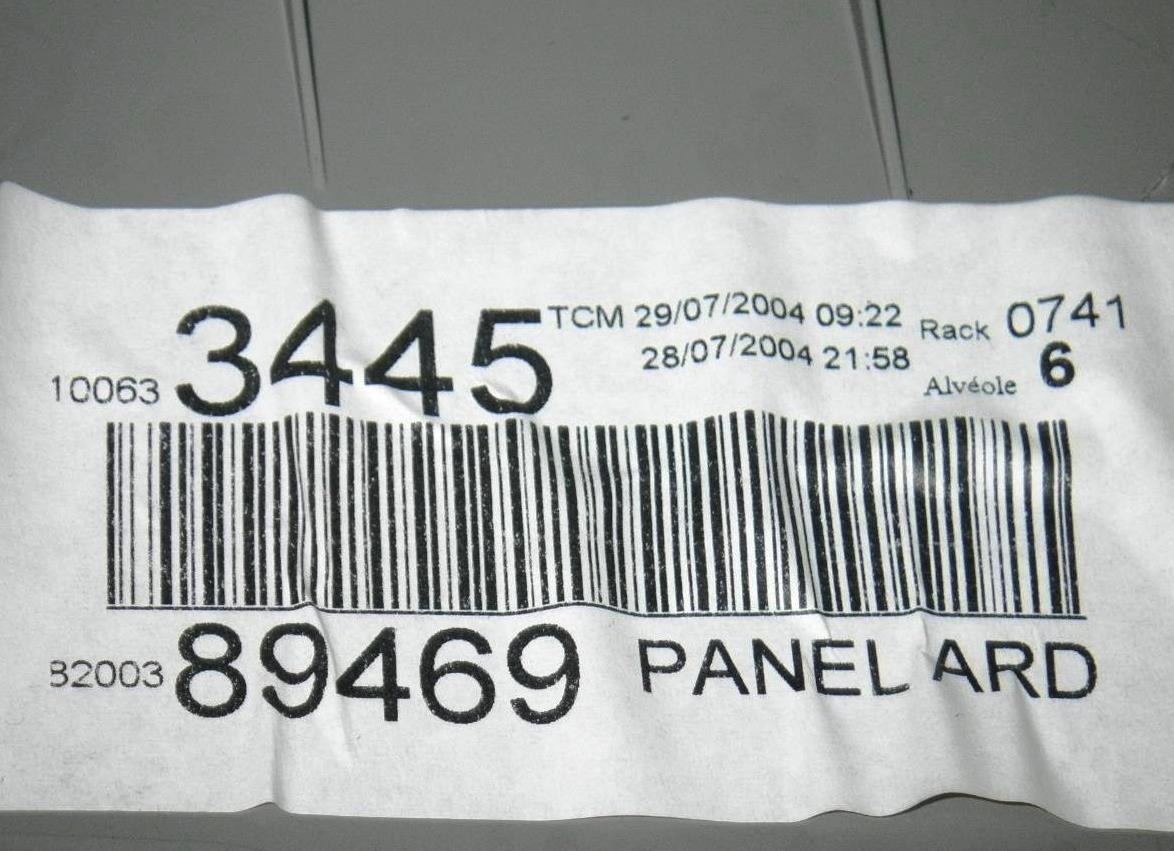 10063 3445 TCM 29/07/2004 09:22 Rack 0741
28/07/2004 21:58 Alvéole 6
82003 89469 PANEL ARD